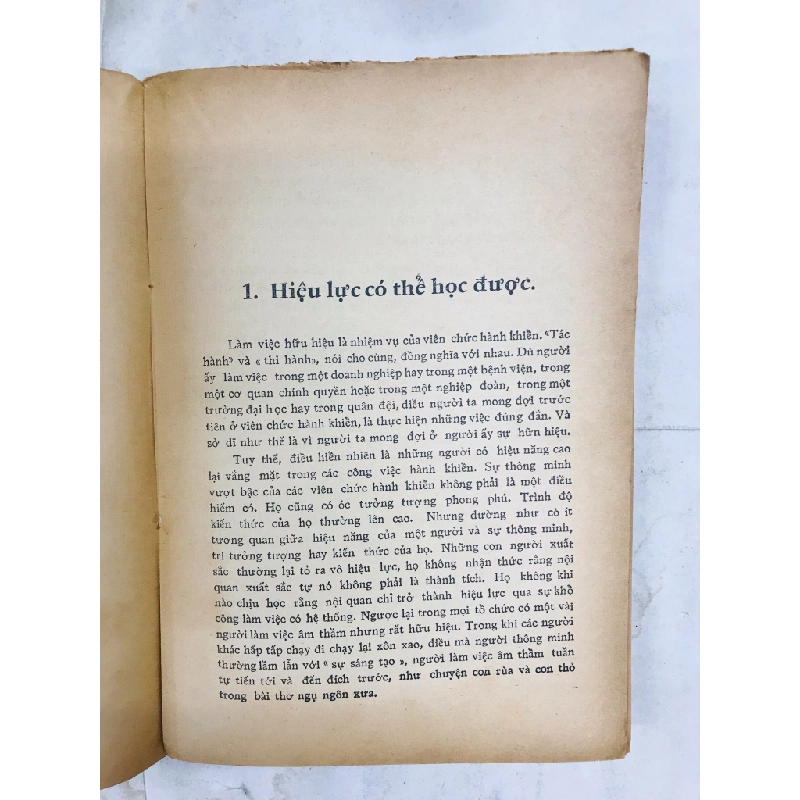 1. Hiệu lực có thể học được.
Làm việc hữu hiệu là nhiệm vụ của viên chức hành khiển. «Tác
hành» và « thi hành», nói cho cùng, đồng nghĩa với nhau. Dù người
ấy làm việc trong một doanh nghiệp hay trong một bệnh viện, trong
một cơ quan chính quyền hoặc trong một nghiệp đoàn, trong một
trường đại học hay trong quân đội, điều người ta mong đợi trước
tiên ở viên chức hành khiển, là thực hiện những việc đúng đắn. Và
sở dĩ như thế là vì người ta mong đợi ở người ấy sự hữn hiệu.
Tuy thế, điều hiển nhiên là những người có hiệu năng cao
lại vắng mặt trong các công việc hành khiển. Sự thông minh
vượt bậc của các viên chức hành khiển không phải là một điều
hiếm có. Họ cũng có óc tưởng tượng phong phú. Trình độ
kiến thức của họ thường lên cao. Nhưng dường như có ít
tương quan giữa hiệu năng của một người và sự thông minh,
trí tưởng tượng hay kiến thức của họ. Những con người xuất
sắc thường lại tỏ ra vô hiệu lực, họ không nhận thức rằng nội
quan xuất sắc tự nó không phải là thành tích. Họ không khi
nào chịu học rằng nội quan chỉ trở thành hiệu lực qua sự khổ
công làm việc có hệ thống. Ngược lại trong mọi tổ chức có một vài
người làm việc âm thầm nhưng rất hữu hiệu. Trong khi các người
khác hấp tấp chạy đi chạy lại xôn xao, điều mà người thông minh
thường lầm lẫn với « sự sáng tạo », người làm việc âm thầm tuần
tự tiến tới và đến đích trước, như chuyện con rùa và con thỏ
trong bài thơ ngụ ngôn xưa.